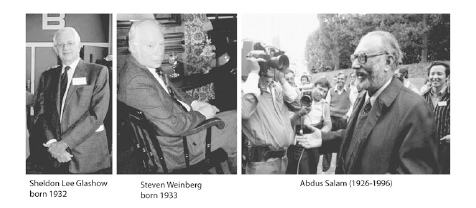 Sheldon Lee Glashow
born 1932
Steven Weinberg
born 1933
Abdus Salam (1926-1996)